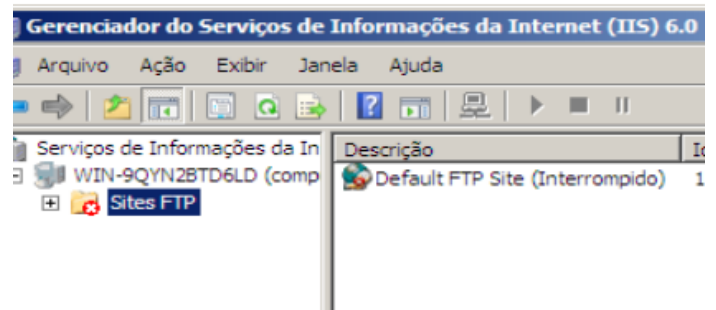 Gerenciador do Serviços de Informações da Internet (IIS) 6.0
Arquivo Ação Exibir Janela Ajuda
Serviços de Informações da In
Descrição
WIN-9QYN2BTD6LD (comp
Default FTP Site (Interrompido) 1
Sites FTP